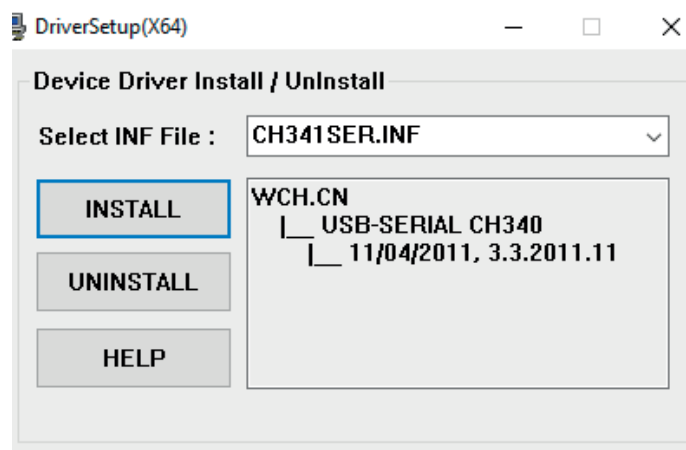 DriverSetup(X64)
Device Driver Install / UnInstall
Select INF File :
CH341SER.INF
INSTALL
UNINSTALL
HELP
WCH.CN
|__ USB-SERIAL CH340
|__ 11/04/2011, 3.3.2011.11